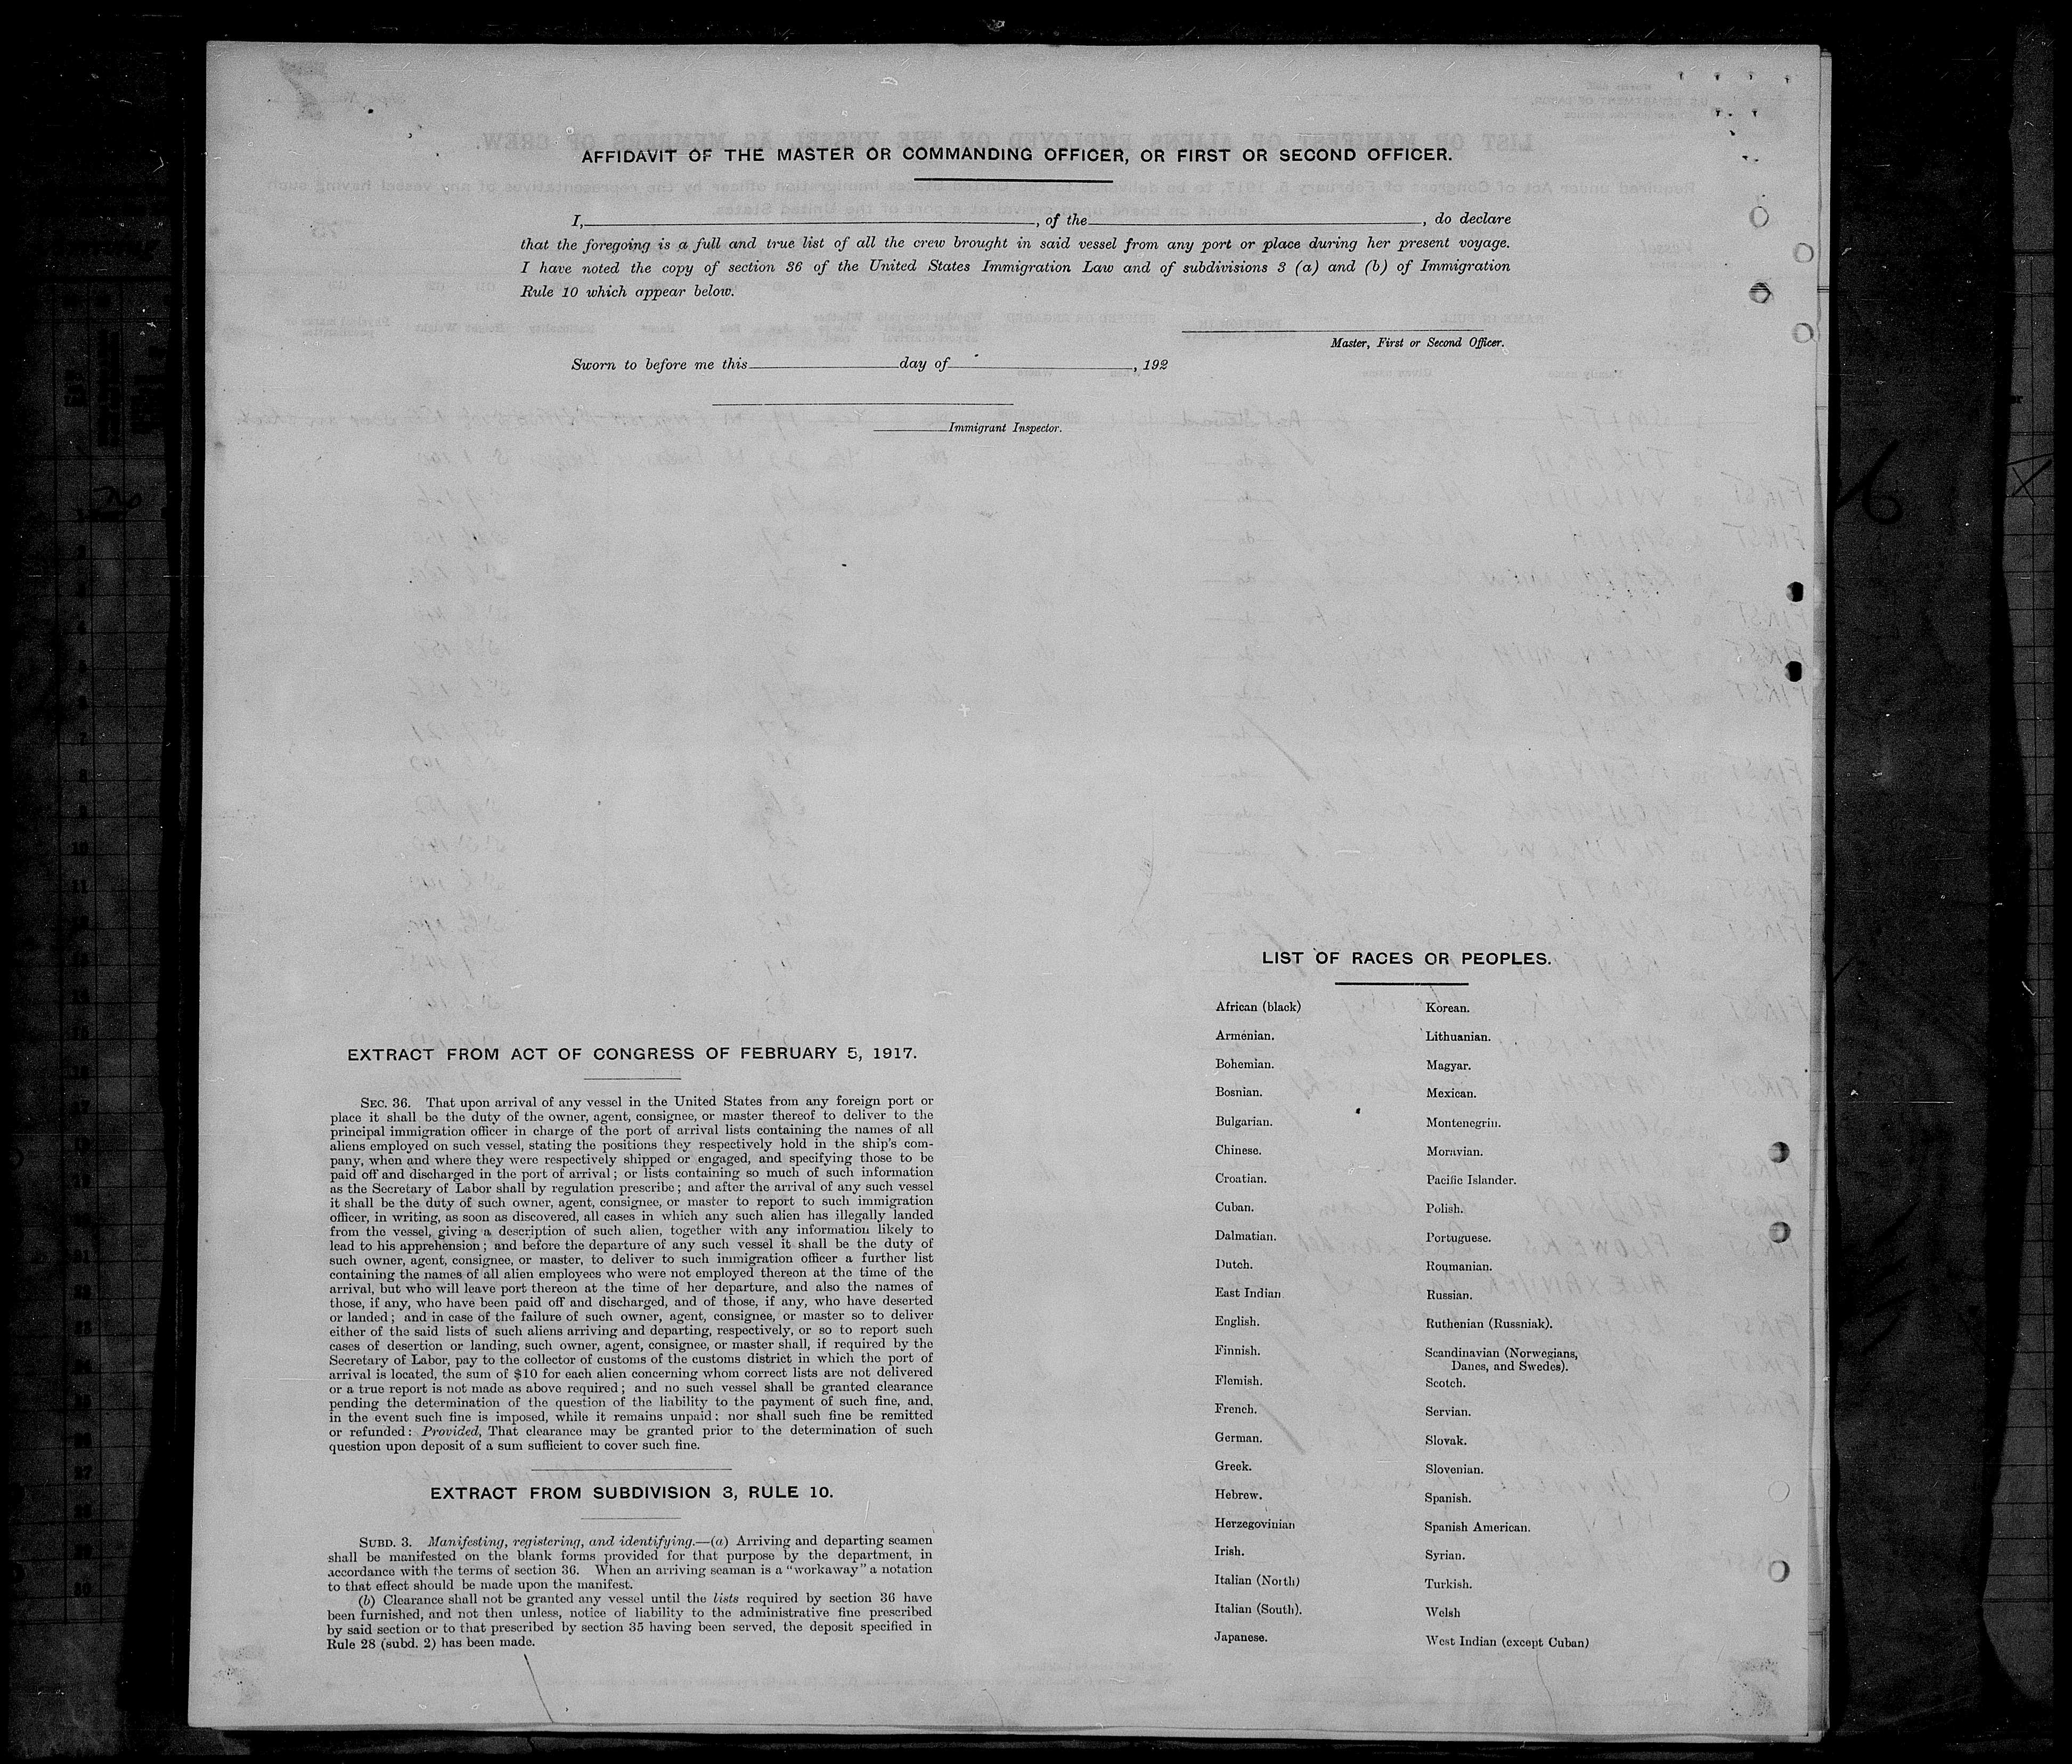 AFFIDAVIT OF THE MASTER OR COMMANDING OFFICER, OR FIRST OR SECOND OFFICER.
I,, of the, do declare
that the foregoing is a full and true list of all the crew brought in said vessel from any port or place during her present voyage.
I have noted the copy of section 36 of the United States Immigration Law and of subdivisions 3 (a) and (b) of Immigration
Rule 10 which appear below.
Master, First or Second Officer.
Sworn to before me this day of , 192
Immigrant Inspector.
EXTRACT FROM ACT OF CONGRESS OF FEBRUARY 5, 1917.
SEC. 36. That upon arrival of any vessel in the United States from any foreign port or
place it shall be the duty of the owner, agent, consignee, or master thereof to deliver to the
principal immigration officer in charge of the port of arrival lists containing the names of all
aliens employed on such vessel, stating the positions they respectively hold in the ship's com-
pany, when and where they were respectively shipped or engaged, and specifying those to be
paid off and discharged in the port of arrival; or lists containing so much of such information
as the Secretary of Labor shall by regulation prescribe; and after the arrival of any such vessel
it shall be the duty of such owner, agent, consignee, or master to report to such immigration
officer, in writing, as soon as discovered, all cases in which any such alien has illegally landed
from the vessel, giving a description of such alien, together with any information likely to
lead to his apprehension; and before the departure of any such vessel it shall be the duty of
such owner, agent, consignee, or master, to deliver to such immigration officer a further list
containing the names of all alien employees who were not employed thereon at the time of the
arrival, but who will leave port thereon at the time of her departure, and also the names of
those, if any, who have been paid off and discharged, and of those, if any, who have deserted
or landed; and in case of the failure of such owner, agent, consignee, or master so to deliver
either of the said lists of such aliens arriving and departing, respectively, or so to report such
cases of desertion or landing, such owner, agent, consignee, or master shall, if required by the
Secretary of Labor, pay to the collector of customs of the customs district in which the port of
arrival is located, the sum of $10 for each alien concerning whom correct lists are not delivered
or a true report is not made as above required; and no such vessel shall be granted clearance
pending the determination of the question of the liability to the payment of such fine, and,
in the event such fine is imposed, while it remains unpaid; nor shall such fine be remitted
or refunded: Provided, That clearance may be granted prior to the determination of such
question upon deposit of a sum sufficient to cover such fine.
EXTRACT FROM SUBDIVISION 3, RULE 10.
SUBD. 3. Manifesting, registering, and identifying.—(a) Arriving and departing seamen
shall be manifested on the blank forms provided for that purpose by the department, in
accordance with the terms of section 36. When an arriving seaman is a "workaway" a notation
to that effect should be made upon the manifest.
(b) Clearance shall not be granted any vessel until the lists required by section 36 have
been furnished, and not then unless, notice of liability to the administrative fine prescribed
by said section or to that prescribed by section 35 having been served, the deposit specified in
Rule 28 (subd. 2) has been made.
LIST OF RACES OR PEOPLES.
African (black)
Armenian.
Bohemian.
Bosnian.
Bulgarian.
Chinese.
Croatian.
Cuban.
Dalmatian.
Dutch.
East Indian
English.
Finnish.
Flemish.
French.
German.
Greek.
Hebrew.
Herzegovinian
Irish.
Italian (North)
Italian (South).
Japanese.
Korean.
Lithuanian.
Magyar.
Mexican.
Montenegrin.
Moravian.
Pacific Islander.
Polish.
Portuguese.
Roumanian.
Russian.
Ruthenian (Russniak).
Scandinavian (Norwegians,
Danes, and Swedes).
Scotch.
Servian.
Slovak.
Slovenian.
Spanish.
Spanish American.
Syrian.
Turkish.
Welsh
West Indian (except Cuban)